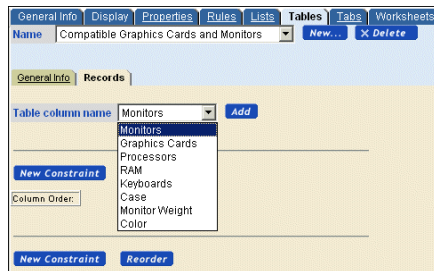 General Info Display Properties Rules Lists Tables Tabs Worksheets
Name Compatible Graphics Cards and Monitors New... X Delete
General Info Records
Table column name Monitors Add
Monitors
Graphics Cards
Processors
RAM
Keyboards
Case
Monitor Weight
Color
New Constraint
Column Order:
New Constraint Reorder